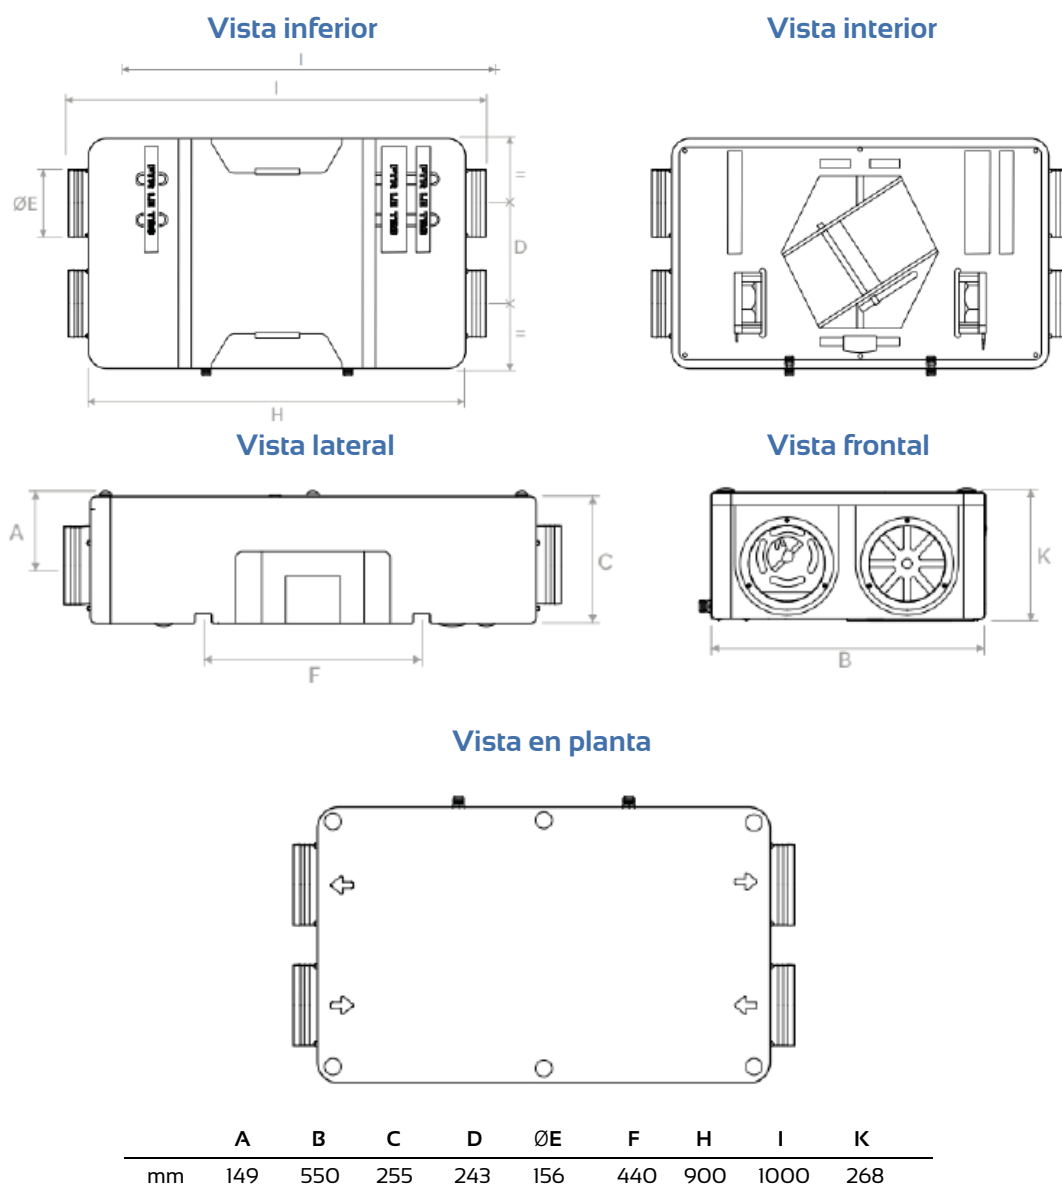 Vista inferior
Vista interior
I
I
ØE
=
D
=
H
Vista lateral
Vista frontal
A
C
F
K
B
Vista en planta
A B C D ØE F H I K
mm 149 550 255 243 156 440 900 1000 268